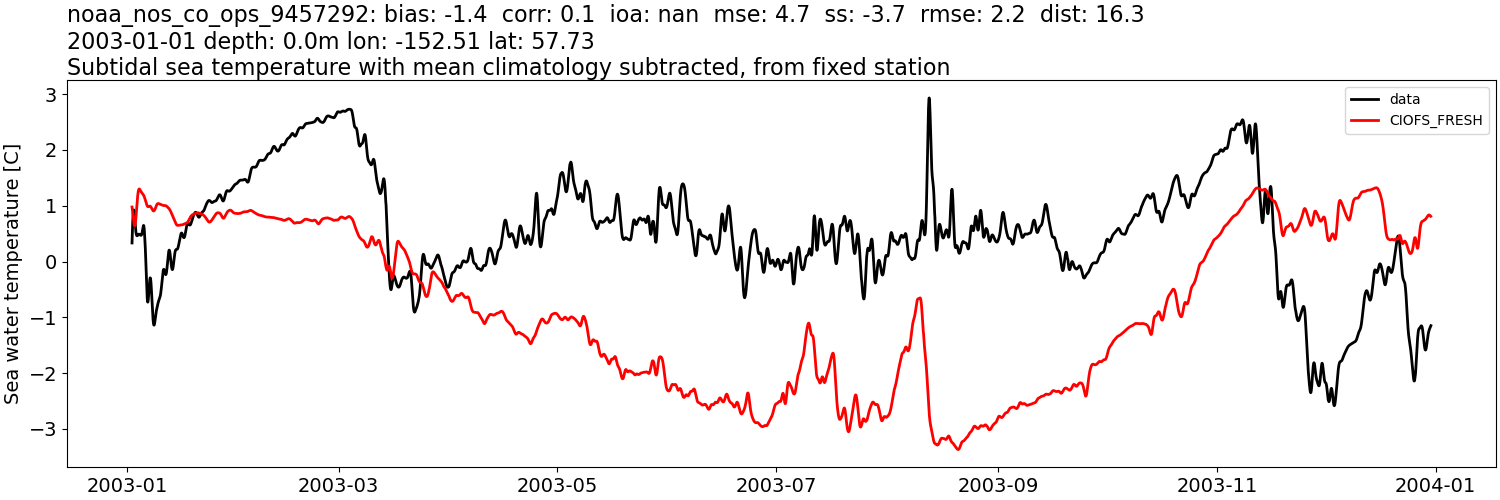 noaa_nos_co_ops_9457292: bias: -1.4  corr: 0.1  ioa: nan  mse: 4.7  ss: -3.7  rmse: 2.2  dist: 16.3
2003-01-01 depth: 0.0m lon: -152.51 lat: 57.73
Subtidal sea temperature with mean climatology subtracted, from fixed station
Sea water temperature [C]
3
2
1
0
−1
−2
−3
data
CIOFS_FRESH
2003-01
2003-03
2003-05
2003-07
2003-09
2003-11
2004-01